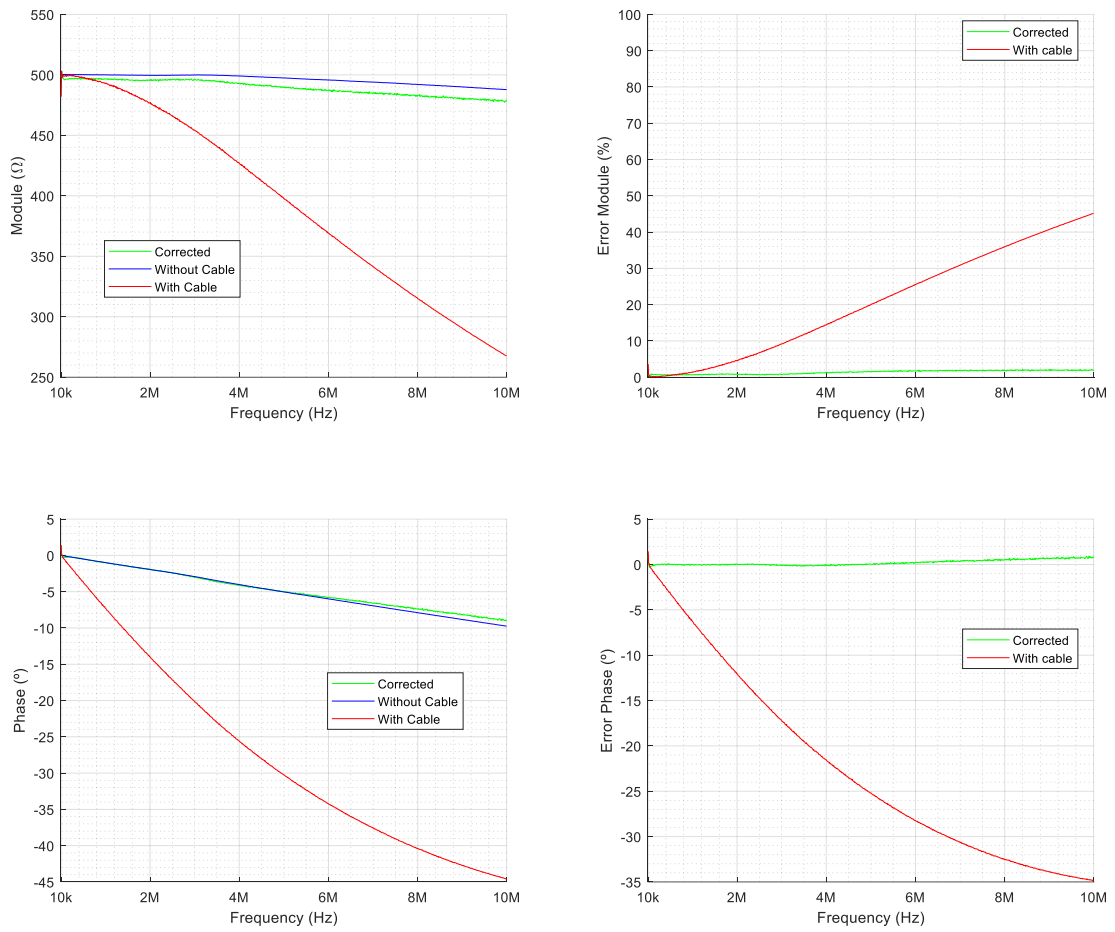 550
500
450
400
350
300
250
Module (Ω)
Corrected
Without Cable
With Cable
10k 2M 4M 6M 8M 10M
Frequency (Hz)
100
90
80
70
60
50
40
30
20
10
0
Error Module (%)
Corrected
With cable
10k 2M 4M 6M 8M 10M
Frequency (Hz)
5
0
-5
-10
-15
-20
-25
-30
-35
-40
-45
Phase (º)
Corrected
Without Cable
With Cable
10k 2M 4M 6M 8M 10M
Frequency (Hz)
5
0
-5
-10
-15
-20
-25
-30
-35
Error Phase (º)
Corrected
With cable
10k 2M 4M 6M 8M 10M
Frequency (Hz)